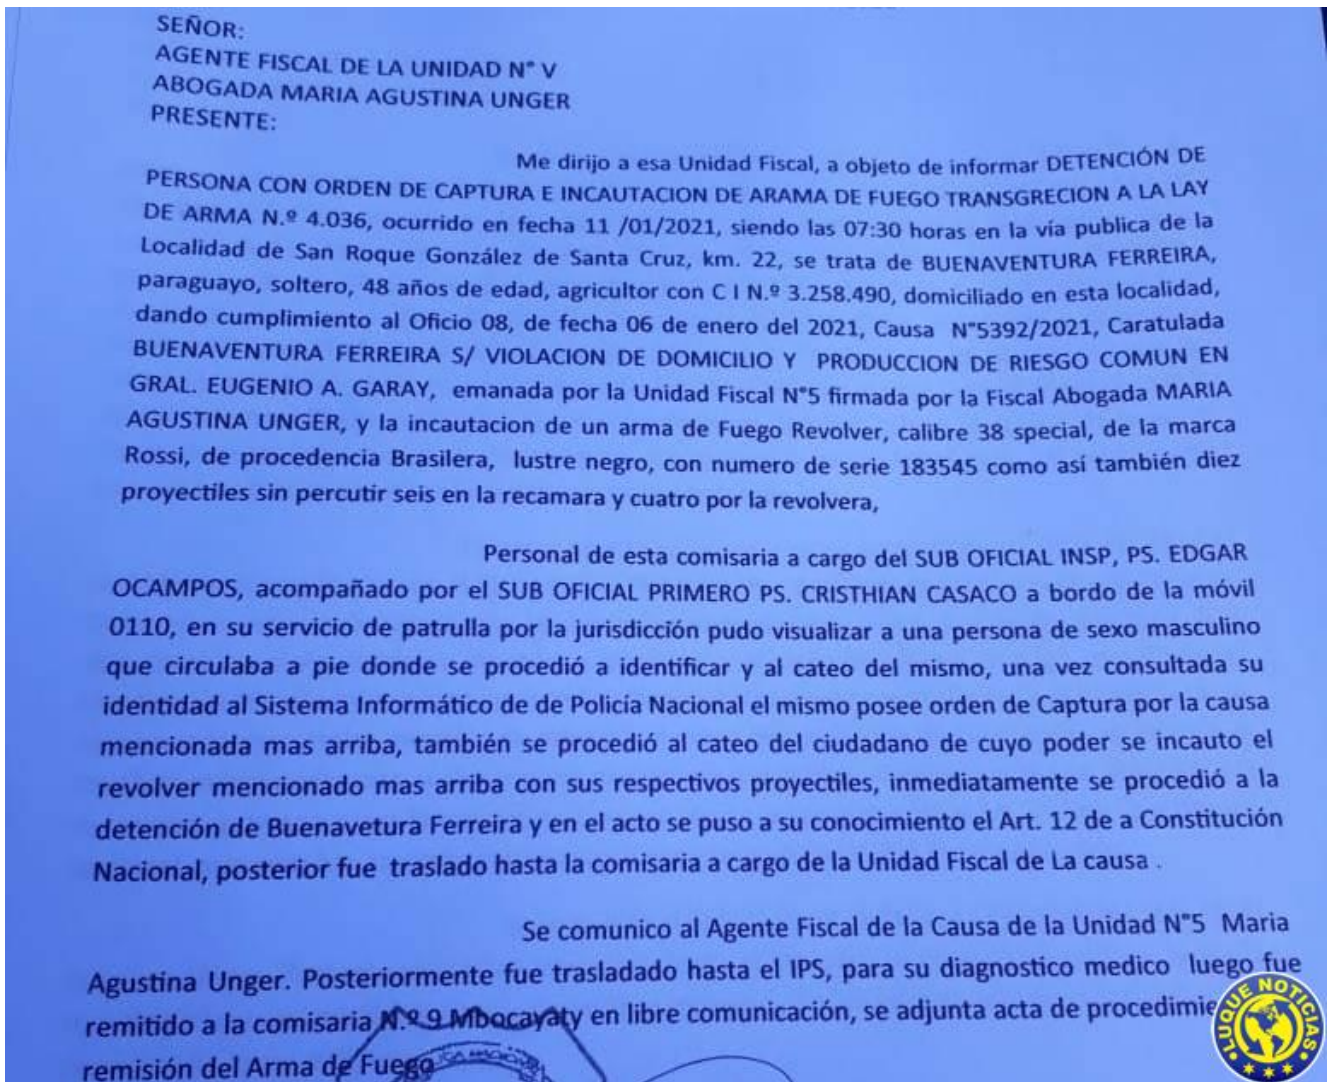 SEÑOR:
AGENTE FISCAL DE LA UNIDAD N° V
ABOGADA MARIA AGUSTINA UNGER
PRESENTE:
Me dirijo a esa Unidad Fiscal, a objeto de informar DETENCIÓN DE
PERSONA CON ORDEN DE CAPTURA E INCAUTACION DE ARAMA DE FUEGO TRANSGRECION A LA LAY
DE ARMA N.º 4.036, ocurrido en fecha 11 /01/2021, siendo las 07:30 horas en la vía publica de la
Localidad de San Roque González de Santa Cruz, km. 22, se trata de BUENAVENTURA FERREIRA,
paraguayo, soltero, 48 años de edad, agricultor con C I N.º 3.258.490, domiciliado en esta localidad,
dando cumplimiento al Oficio 08, de fecha 06 de enero del 2021, Causa N°5392/2021, Caratulada
BUENAVENTURA FERREIRA S/ VIOLACION DE DOMICILIO Y PRODUCCION DE RIESGO COMUN EN
GRAL. EUGENIO A. GARAY, emanada por la Unidad Fiscal N°5 firmada por la Fiscal Abogada MARIA
AGUSTINA UNGER, y la incautacion de un arma de Fuego Revolver, calibre 38 special, de la marca
Rossi, de procedencia Brasilera, lustre negro, con numero de serie 183545 como así también diez
proyectiles sin percutir seis en la recamara y cuatro por la revolvera,
Personal de esta comisaria a cargo del SUB OFICIAL INSP, PS. EDGAR
OCAMPOS, acompañado por el SUB OFICIAL PRIMERO PS. CRISTHIAN CASACO a bordo de la móvil
0110, en su servicio de patrulla por la jurisdicción pudo visualizar a una persona de sexo masculino
que circulaba a pie donde se procedió a identificar y al cateo del mismo, una vez consultada su
identidad al Sistema Informático de de Policía Nacional el mismo posee orden de Captura por la causa
mencionada mas arriba, también se procedió al cateo del ciudadano de cuyo poder se incauto el
revolver mencionado mas arriba con sus respectivos proyectiles, inmediatamente se procedió a la
detención de Buenavetura Ferreira y en el acto se puso a su conocimiento el Art. 12 de a Constitución
Nacional, posterior fue traslado hasta la comisaria a cargo de la Unidad Fiscal de La causa .
Se comunico al Agente Fiscal de la Causa de la Unidad N°5 Maria
Agustina Unger. Posteriormente fue trasladado hasta el IPS, para su diagnostico medico luego fue
remitido a la comisaria N.º 9 Mbocayaty en libre comunicación, se adjunta acta de procedimie
remisión del Arma de Fuego
LUQUE NOTICIAS